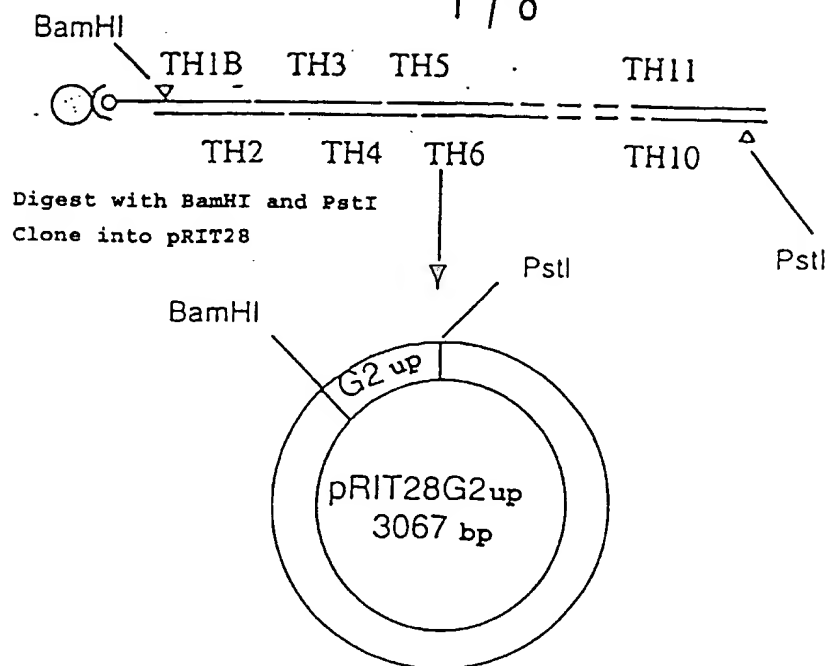 1 / 8
BamHI
TH1B TH3 TH5 TH11
TH2 TH4 TH6 TH10
Digest with BamHI and PstI
Clone into pRIT28
PstI
PstI
BamHI
G2 up
pRIT28G2up
3067 bp